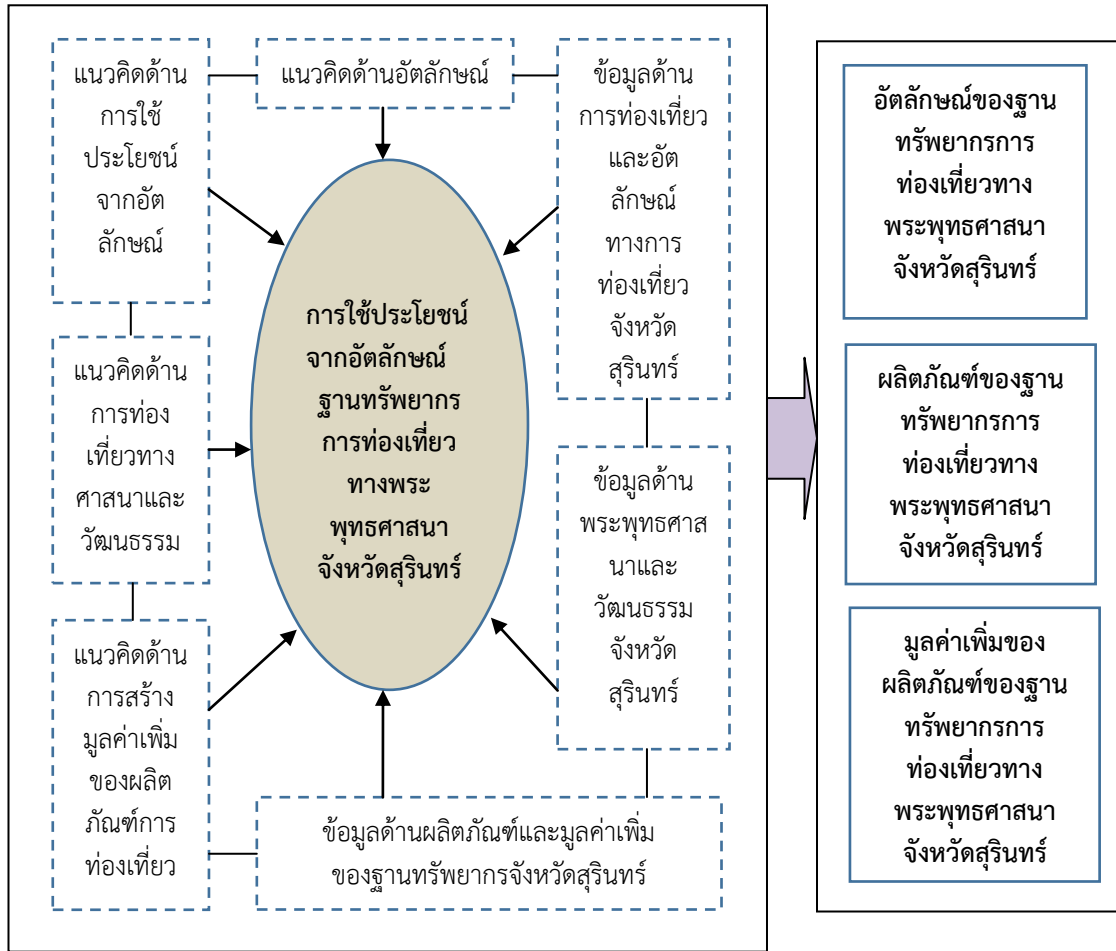 แนวคิดด้าน
การใช้
ประโยชน์
จากอัต
ลักษณ์
แนวคิดด้านอัตลักษณ์
ข้อมูลด้าน
การท่องเที่ยว
และอัต
ลักษณ์
ทางการ
ท่องเที่ยว
จังหวัด
สุรินทร์
แนวคิดด้าน
การท่อง
เที่ยวทาง
ศาสนาและ
วัฒนธรรม
การใช้ประโยชน์
จากอัตลักษณ์
ฐานทรัพยากร
การท่องเที่ยว
ทางพระ
พุทธศาสนา
จังหวัดสุรินทร์
ข้อมูลด้าน
พระพุทธศาส
นาและ
วัฒนธรรม
จังหวัด
สุรินทร์
แนวคิดด้าน
การสร้าง
มูลค่าเพิ่ม
ของผลิต
ภัณฑ์การ
ท่องเที่ยว
ข้อมูลด้านผลิตภัณฑ์และมูลค่าเพิ่ม
ของฐานทรัพยากรจังหวัดสุรินทร์
อัตลักษณ์ของฐาน
ทรัพยากรการ
ท่องเที่ยวทาง
พระพุทธศาสนา
จังหวัดสุรินทร์
ผลิตภัณฑ์ของฐาน
ทรัพยากรการ
ท่องเที่ยวทาง
พระพุทธศาสนา
จังหวัดสุรินทร์
มูลค่าเพิ่มของ
ผลิตภัณฑ์ของฐาน
ทรัพยากรการ
ท่องเที่ยวทาง
พระพุทธศาสนา
จังหวัดสุรินทร์